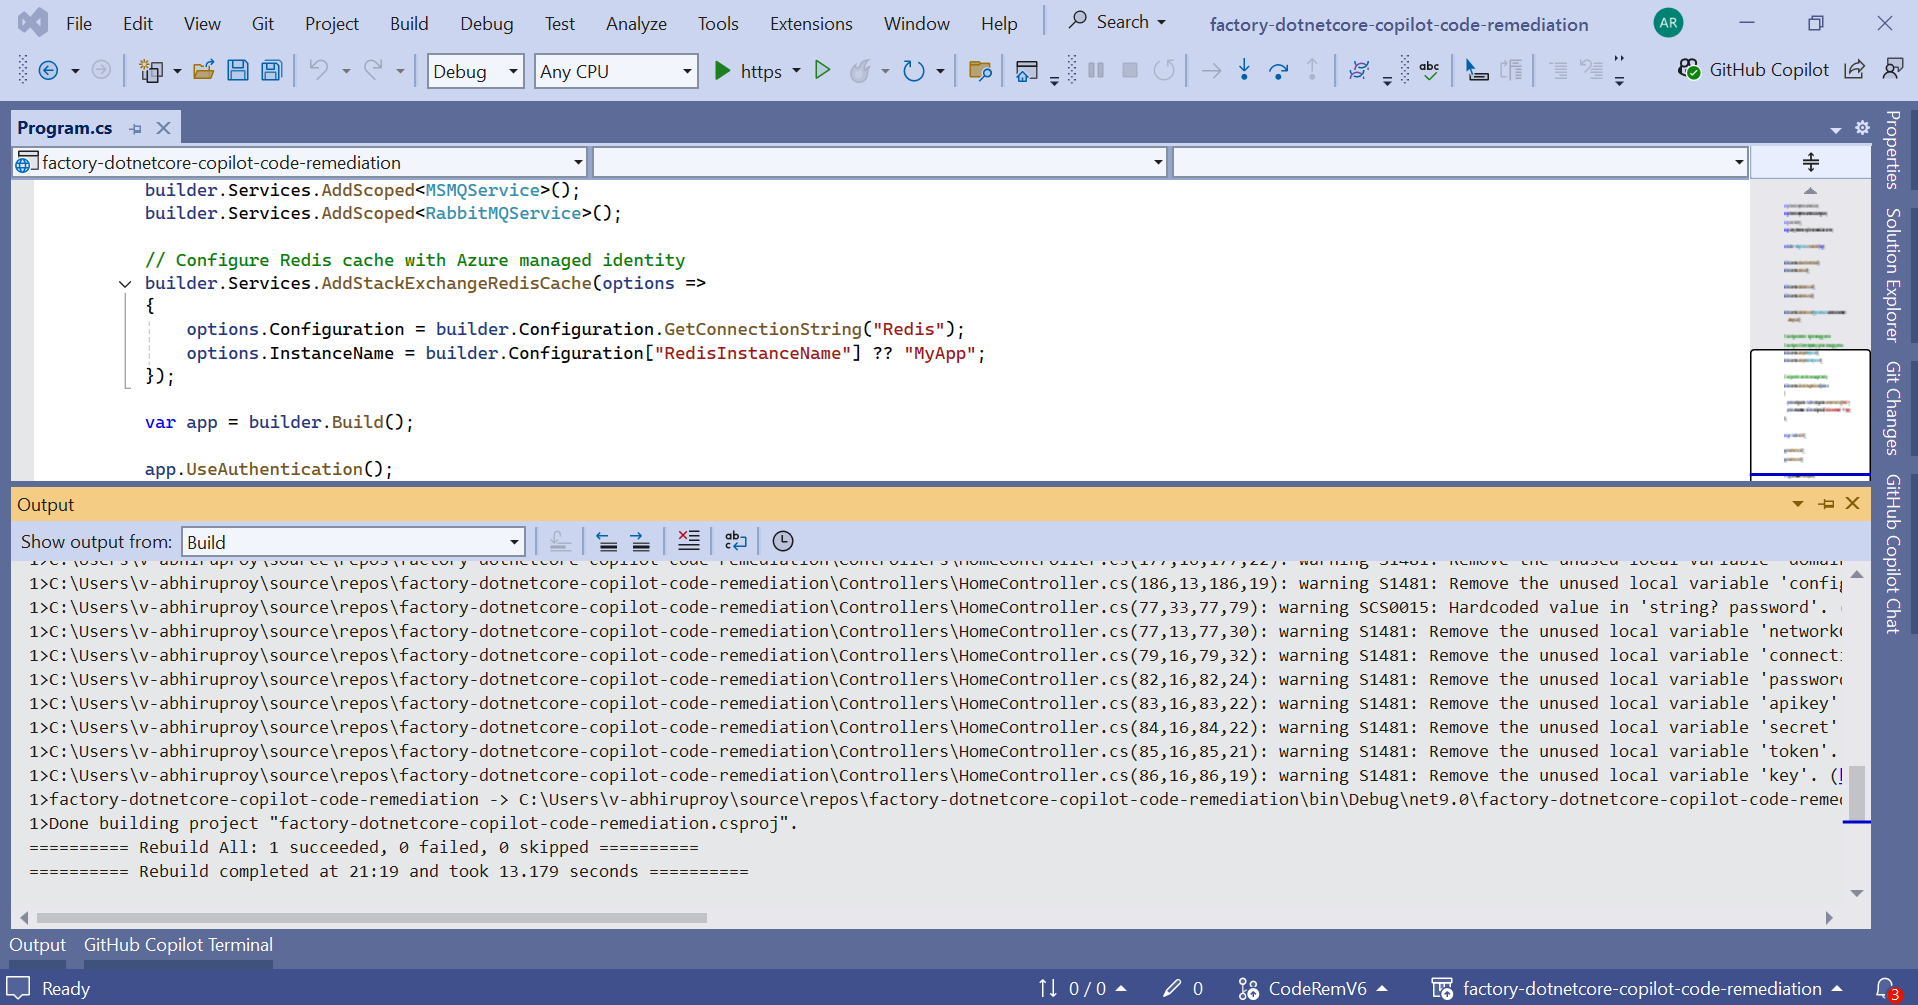 File Edit View Git Project Build Debug Test Analyze Tools Extensions Window Help Search factory-dotnetcore-copilot-code-remediation AR
Debug Any CPU https abc GitHub Copilot
Program.cs
factory-dotnetcore-copilot-code-remediation
builder.Services.AddScoped<MSMQService>();
builder.Services.AddScoped<RabbitMQService>();
// Configure Redis cache with Azure managed identity
builder.Services.AddStackExchangeRedisCache(options =>
{
options.Configuration = builder.Configuration.GetConnectionString("Redis");
options.InstanceName = builder.Configuration["RedisInstanceName"] ?? "MyApp";
});
var app = builder.Build();
app.UseAuthentication();
Properties
Solution Explorer
Git Changes
GitHub Copilot Chat
Output
Show output from: Build
1>C:\Users\v-abhiruproy\source\repos\factory-dotnetcore-copilot-code-remediation\Controllers\HomeController.cs(186,13,186,19): warning S1481: Remove the unused local variable 'config
1>C:\Users\v-abhiruproy\source\repos\factory-dotnetcore-copilot-code-remediation\Controllers\HomeController.cs(77,33,77,79): warning SCS0015: Hardcoded value in 'string? password'.
1>C:\Users\v-abhiruproy\source\repos\factory-dotnetcore-copilot-code-remediation\Controllers\HomeController.cs(77,13,77,30): warning S1481: Remove the unused local variable 'network
1>C:\Users\v-abhiruproy\source\repos\factory-dotnetcore-copilot-code-remediation\Controllers\HomeController.cs(79,16,79,32): warning S1481: Remove the unused local variable 'connecti
1>C:\Users\v-abhiruproy\source\repos\factory-dotnetcore-copilot-code-remediation\Controllers\HomeController.cs(82,16,82,24): warning S1481: Remove the unused local variable 'password
1>C:\Users\v-abhiruproy\source\repos\factory-dotnetcore-copilot-code-remediation\Controllers\HomeController.cs(83,16,83,22): warning S1481: Remove the unused local variable 'apikey'
1>C:\Users\v-abhiruproy\source\repos\factory-dotnetcore-copilot-code-remediation\Controllers\HomeController.cs(84,16,84,22): warning S1481: Remove the unused local variable 'secret'
1>C:\Users\v-abhiruproy\source\repos\factory-dotnetcore-copilot-code-remediation\Controllers\HomeController.cs(85,16,85,21): warning S1481: Remove the unused local variable 'token'.
1>C:\Users\v-abhiruproy\source\repos\factory-dotnetcore-copilot-code-remediation\Controllers\HomeController.cs(86,16,86,19): warning S1481: Remove the unused local variable 'key'. (
1>factory-dotnetcore-copilot-code-remediation -> C:\Users\v-abhiruproy\source\repos\factory-dotnetcore-copilot-code-remediation\bin\Debug\net9.0\factory-dotnetcore-copilot-code-reme
1>Done building project "factory-dotnetcore-copilot-code-remediation.csproj".
========== Rebuild All: 1 succeeded, 0 failed, 0 skipped ==========
========== Rebuild completed at 21:19 and took 13.179 seconds ==========
Output GitHub Copilot Terminal
Ready 0 / 0 0 CodeRemV6 factory-dotnetcore-copilot-code-remediation 3